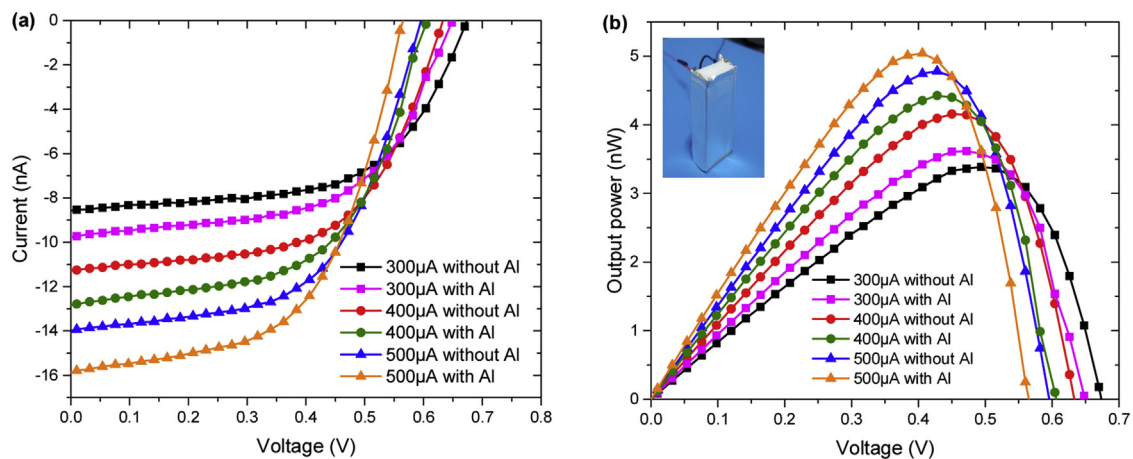 (a)
0
-2
-4
-6
-8
-10
-12
-14
-16
Current (nA)
300μA without Al
300μA with Al
400μA without Al
400μA with Al
500μA without Al
500μA with Al
0.0 0.1 0.2 0.3 0.4 0.5 0.6 0.7 0.8
Voltage (V)
(b)
5
4
3
2
1
0
Output power (nW)
300μA without Al
300μA with Al
400μA without Al
400μA with Al
500μA without Al
500μA with Al
0.0 0.1 0.2 0.3 0.4 0.5 0.6 0.7
Voltage (V)